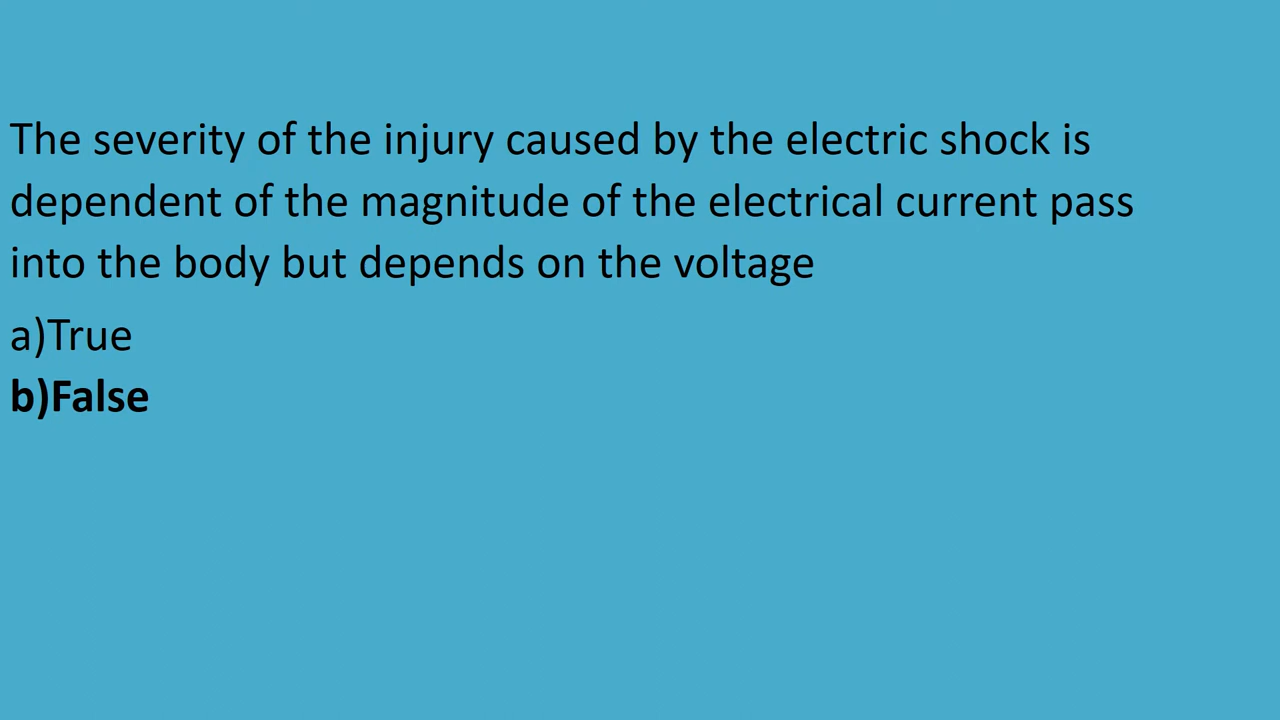 The severity of the injury caused by the electric shock is
dependent of the magnitude of the electrical current pass
into the body but depends on the voltage
a)True
b)False